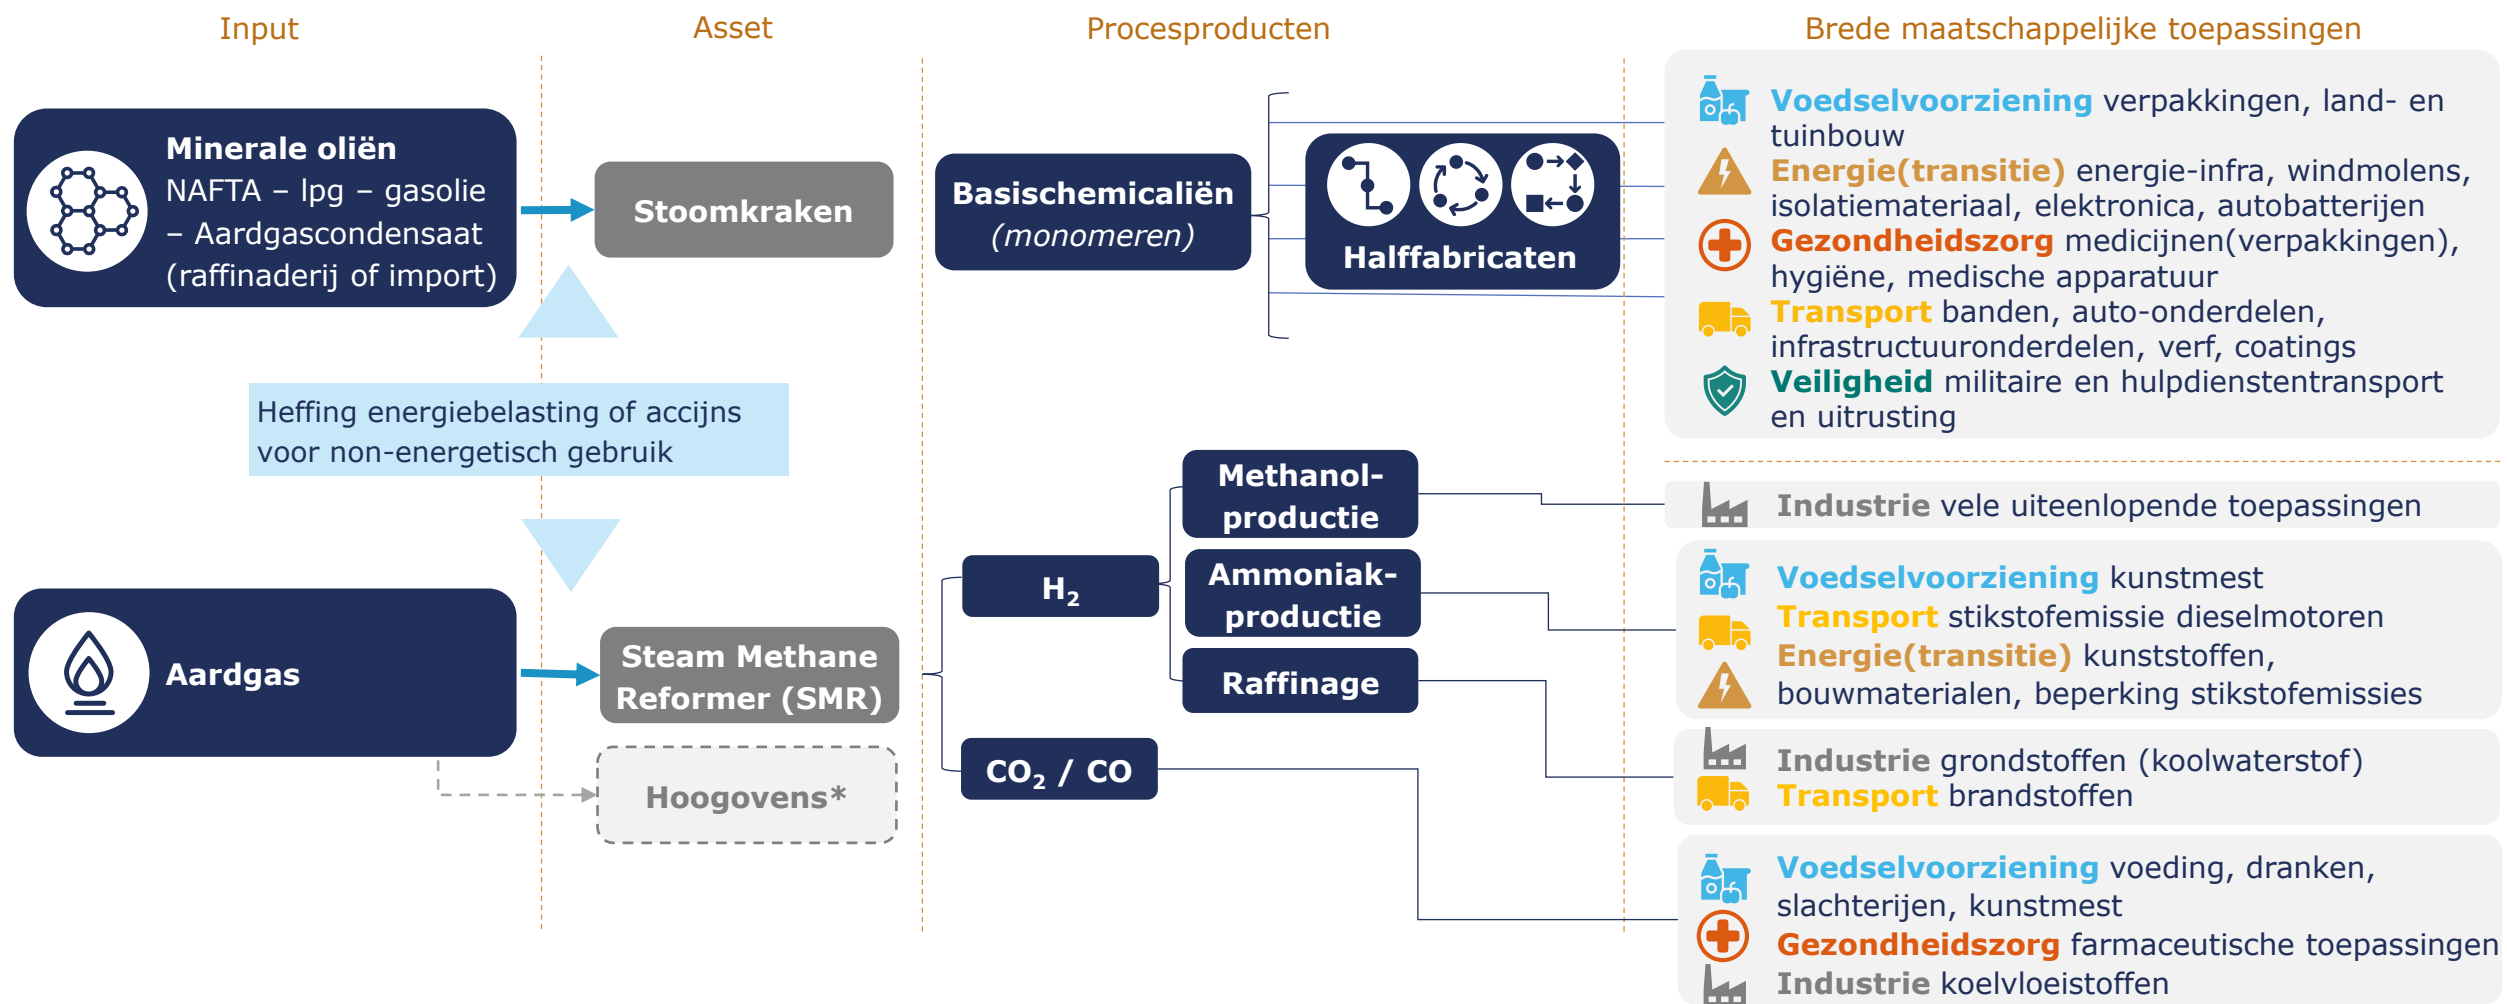 Input
Asset
Procesproducten
Brede maatschappelijke toepassingen
Minerale oliën
NAFTA – lpg – gasolie
– Aardgascondensaat
(raffinaderij of import)
Stoomkraken
Basischemicaliën
(monomeren)
Halffabricaten
Voedselvoorziening verpakkingen, land- en
tuinbouw
Energie(transitie) energie-infra, windmolens,
isolatiemateriaal, elektronica, autobatterijen
Gezondheidszorg medicijnen(verpakkingen),
hygiëne, medische apparatuur
Transport banden, auto-onderdelen,
infrastructuuronderdelen, verf, coatings
Veiligheid militaire en hulpdienstentransport
en uitrusting
Heffing energiebelasting of accijns
voor non-energetisch gebruik
Aardgas
Steam Methane
Reformer (SMR)
Hoogovens*
H₂
CO₂ / CO
Methanol-
productie
Ammoniak-
productie
Raffinage
Industrie vele uiteenlopende toepassingen
Voedselvoorziening kunstmest
Transport stikstofemissie dieselmotoren
Energie(transitie) kunststoffen,
bouwmaterialen, beperking stikstofemissies
Industrie grondstoffen (koolwaterstof)
Transport brandstoffen
Voedselvoorziening voeding, dranken,
slachterijen, kunstmest
Gezondheidszorg farmaceutische toepassingen
Industrie koelvloeistoffen